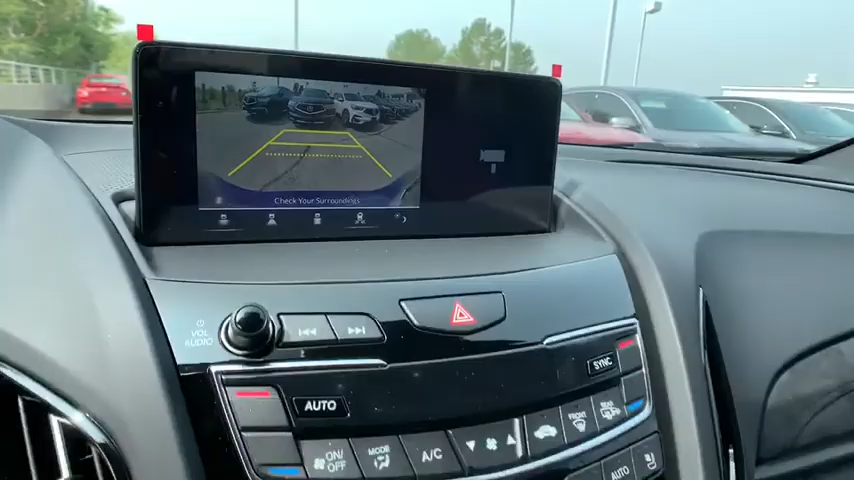 Check Your Surroundings
VOL
AUDIO
SYNC
AUTO
ON/
OFF
MODE
A/C
FRONT
REAR
AUTO